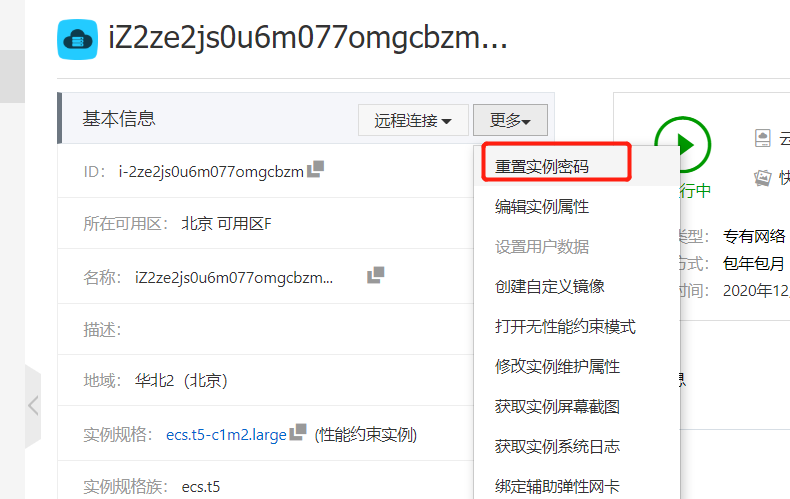 iZ2ze2js0u6m077omgcbzm...
基本信息
远程连接
更多
ID: i-2ze2js0u6m077omgcbzm
所在可用区: 北京 可用区F
名称: iZ2ze2js0u6m077omgcbzm...
描述:
地域: 华北2（北京）
实例规格: ecs.t5-c1m2.large (性能约束实例)
实例规格族: ecs.t5
重置实例密码
编辑实例属性
设置用户数据
创建自定义镜像
打开无性能约束模式
修改实例维护属性
获取实例屏幕截图
获取实例系统日志
绑定辅助弹性网卡
云
行中
快
类型: 专有网络
方式: 包年包月
时间: 2020年12
息